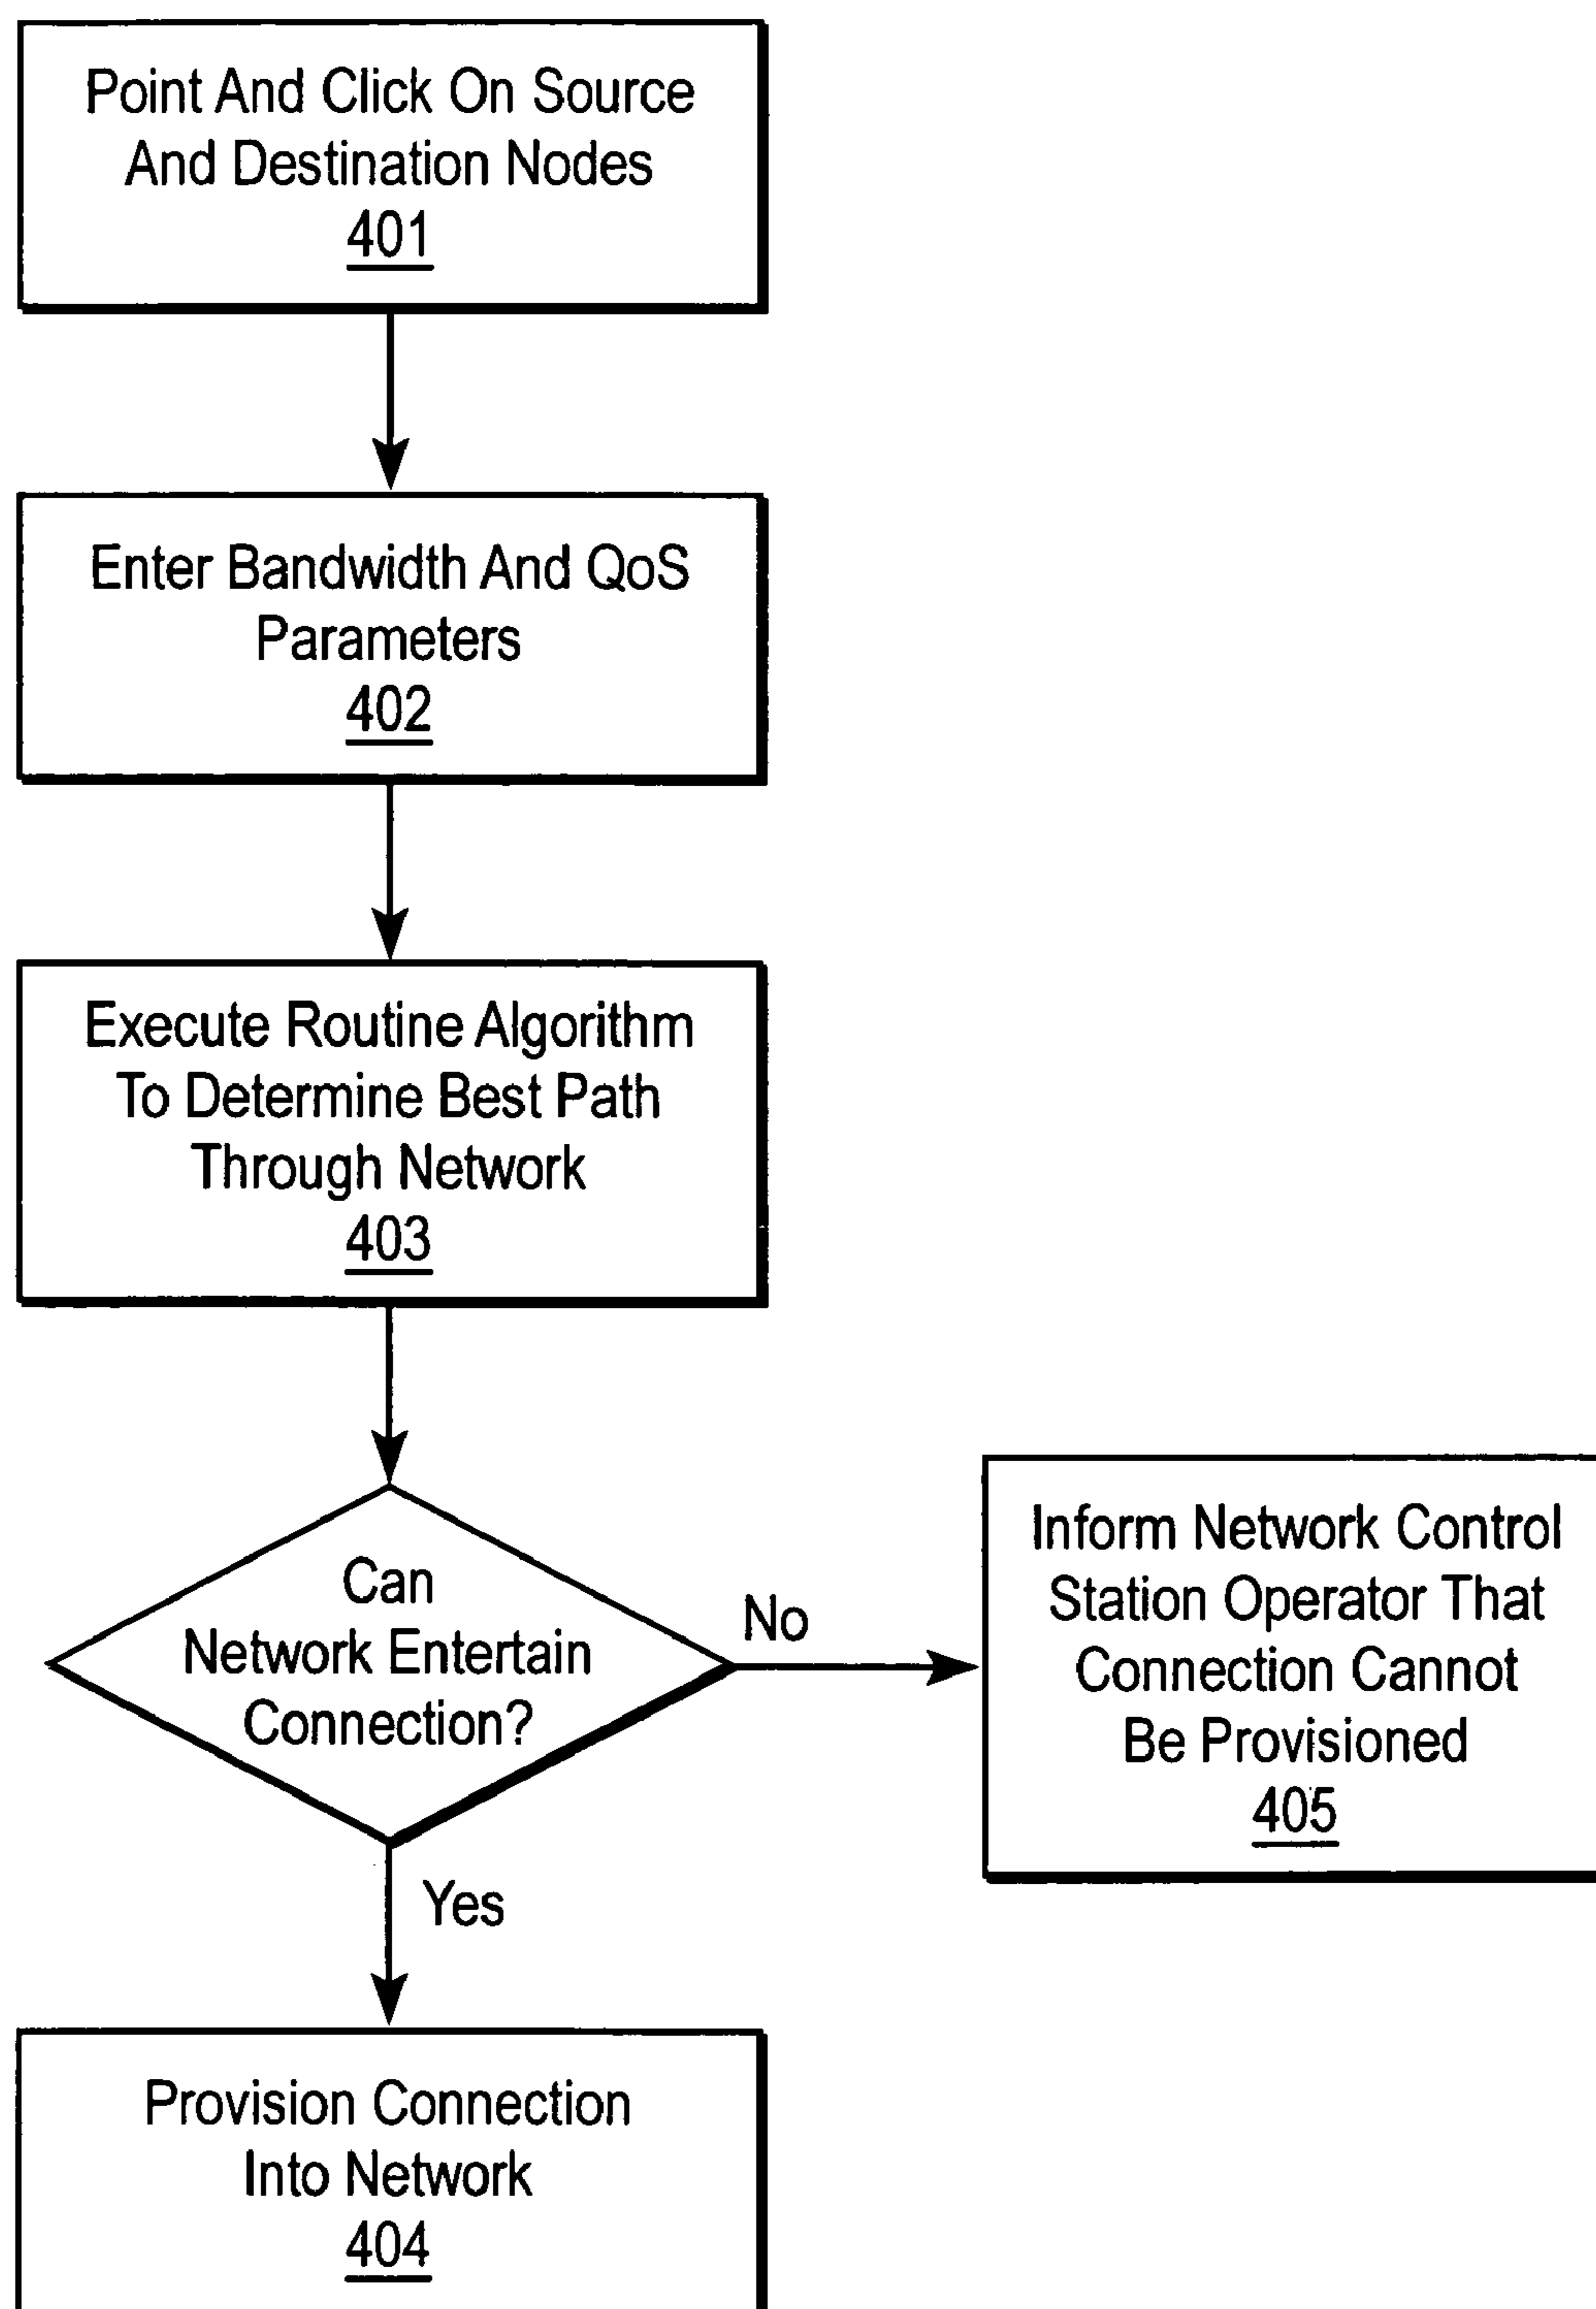 Point And Click On Source
And Destination Nodes
401
Enter Bandwidth And QoS
Parameters
402
Execute Routine Algorithm
To Determine Best Path
Through Network
403
Can
Network Entertain
Connection?
No
Inform Network Control
Station Operator That
Connection Cannot
Be Provisioned
405
Yes
Provision Connection
Into Network
404